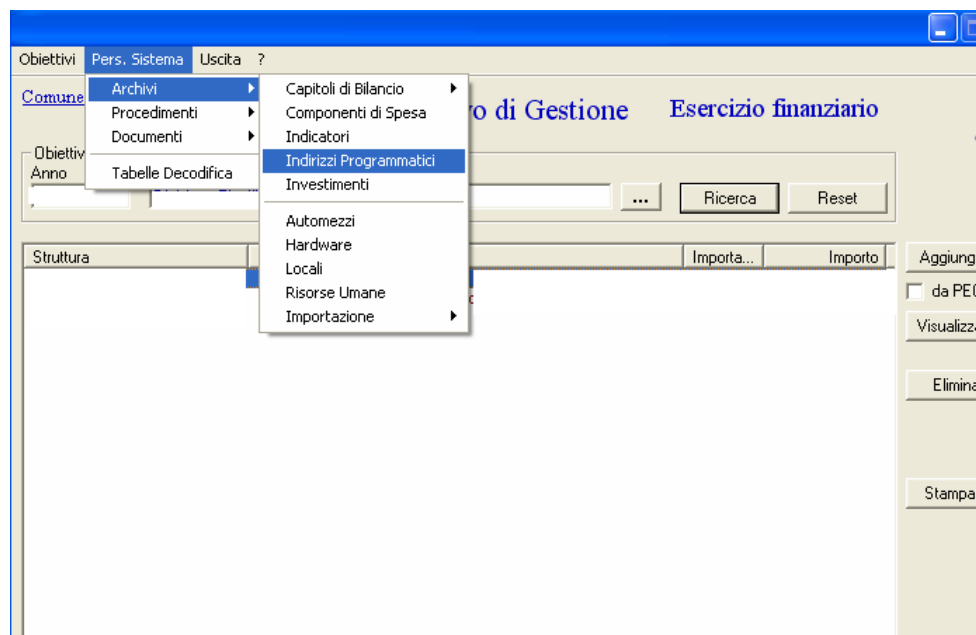 Obiettivi Pers. Sistema Uscita ?
Comune
Archivi
Procedimenti
Documenti
Tabelle Decodifica
Capitoli di Bilancio
Componenti di Spesa
Indicatori
Indirizzi Programmatici
Investimenti
Automezzi
Hardware
Locali
Risorse Umane
Importazione
di Gestione Esercizio finanziario
Obiettiv
Anno
... Ricerca Reset
Struttura Importa... Importo
Aggiung
da PEG
Visualizza
Elimina
Stampa